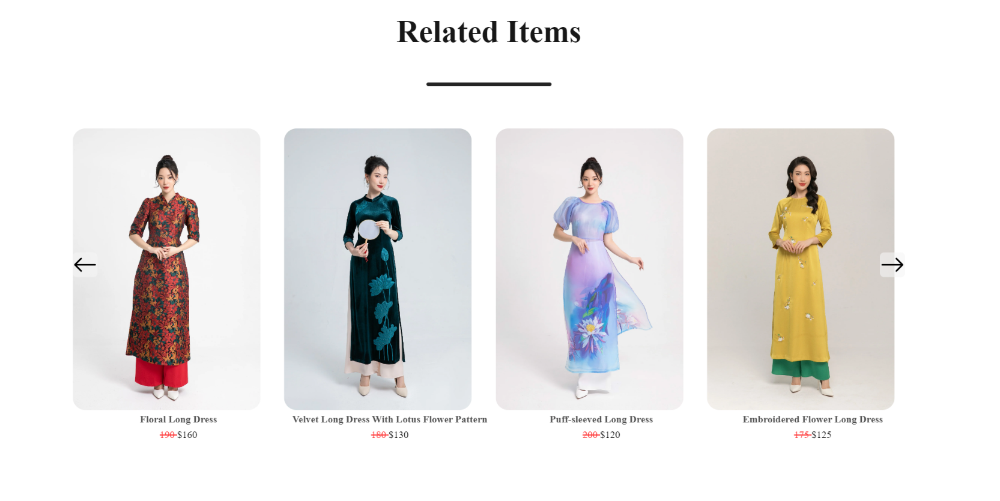 Related Items
Floral Long Dress
190 $160
Velvet Long Dress With Lotus Flower Pattern
180 $130
Puff-sleeved Long Dress
200 $120
Embroidered Flower Long Dress
175 $125